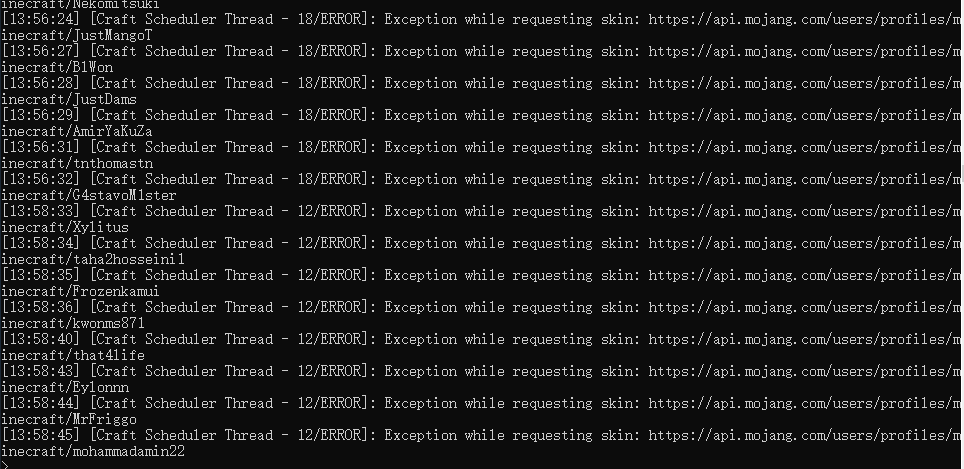 inecraft/Nekomitsuki
[13:56:24] [Craft Scheduler Thread - 18/ERROR]: Exception while requesting skin: https://api.mojang.com/users/profiles/m
inecraft/JustMangoT
[13:56:27] [Craft Scheduler Thread - 18/ERROR]: Exception while requesting skin: https://api.mojang.com/users/profiles/m
inecraft/B1Won
[13:56:28] [Craft Scheduler Thread - 18/ERROR]: Exception while requesting skin: https://api.mojang.com/users/profiles/m
inecraft/JustDams
[13:56:29] [Craft Scheduler Thread - 18/ERROR]: Exception while requesting skin: https://api.mojang.com/users/profiles/m
inecraft/AmirYaKuZa
[13:56:31] [Craft Scheduler Thread - 18/ERROR]: Exception while requesting skin: https://api.mojang.com/users/profiles/m
inecraft/tnthomastn
[13:56:32] [Craft Scheduler Thread - 18/ERROR]: Exception while requesting skin: https://api.mojang.com/users/profiles/m
inecraft/G4stavoM1ster
[13:58:33] [Craft Scheduler Thread - 12/ERROR]: Exception while requesting skin: https://api.mojang.com/users/profiles/m
inecraft/Xylitus
[13:58:34] [Craft Scheduler Thread - 12/ERROR]: Exception while requesting skin: https://api.mojang.com/users/profiles/m
inecraft/taha2hosseini1
[13:58:35] [Craft Scheduler Thread - 12/ERROR]: Exception while requesting skin: https://api.mojang.com/users/profiles/m
inecraft/Frozenkamui
[13:58:36] [Craft Scheduler Thread - 12/ERROR]: Exception while requesting skin: https://api.mojang.com/users/profiles/m
inecraft/kwonms871
[13:58:40] [Craft Scheduler Thread - 12/ERROR]: Exception while requesting skin: https://api.mojang.com/users/profiles/m
inecraft/that4life
[13:58:43] [Craft Scheduler Thread - 12/ERROR]: Exception while requesting skin: https://api.mojang.com/users/profiles/m
inecraft/Ey1onnn
[13:58:44] [Craft Scheduler Thread - 12/ERROR]: Exception while requesting skin: https://api.mojang.com/users/profiles/m
inecraft/MrFriggo
[13:58:45] [Craft Scheduler Thread - 12/ERROR]: Exception while requesting skin: https://api.mojang.com/users/profiles/m
inecraft/mohammadamin22
>